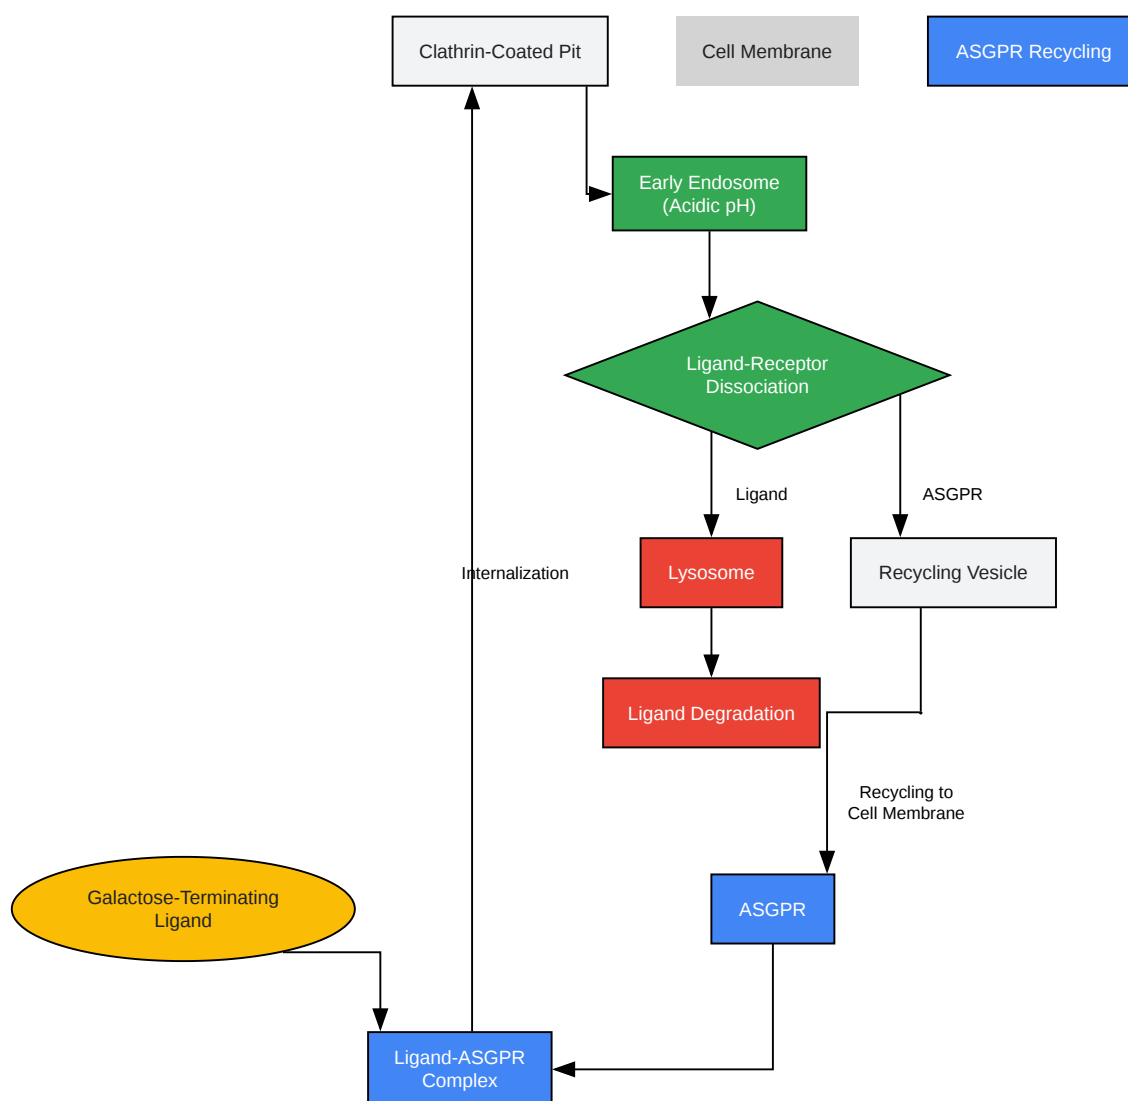 Clathrin-Coated Pit
Cell Membrane
ASGPR Recycling
Early Endosome
(Acidic pH)
Ligand-Receptor
Dissociation
Ligand
ASGPR
Internalization
Lysosome
Recycling Vesicle
Ligand Degradation
Recycling to
Cell Membrane
Galactose-Terminating
Ligand
ASGPR
Ligand-ASGPR
Complex